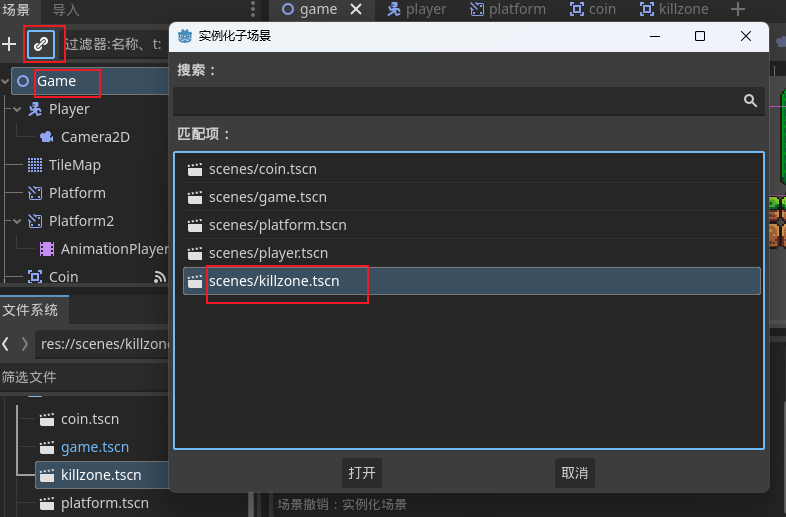 场景 导入
game player platform coin killzone
过滤器:名称、t:
实例化子场景
搜索：
匹配项：
scenes/coin.tscn
scenes/game.tscn
scenes/platform.tscn
scenes/player.tscn
scenes/killzone.tscn
打开 取消
Game
Player
Camera2D
TileMap
Platform
Platform2
AnimationPlayer
Coin
文件系统
res://scenes/killzone
筛选文件
coin.tscn
game.tscn
killzone.tscn
platform.tscn
场景撤销：实例化场景